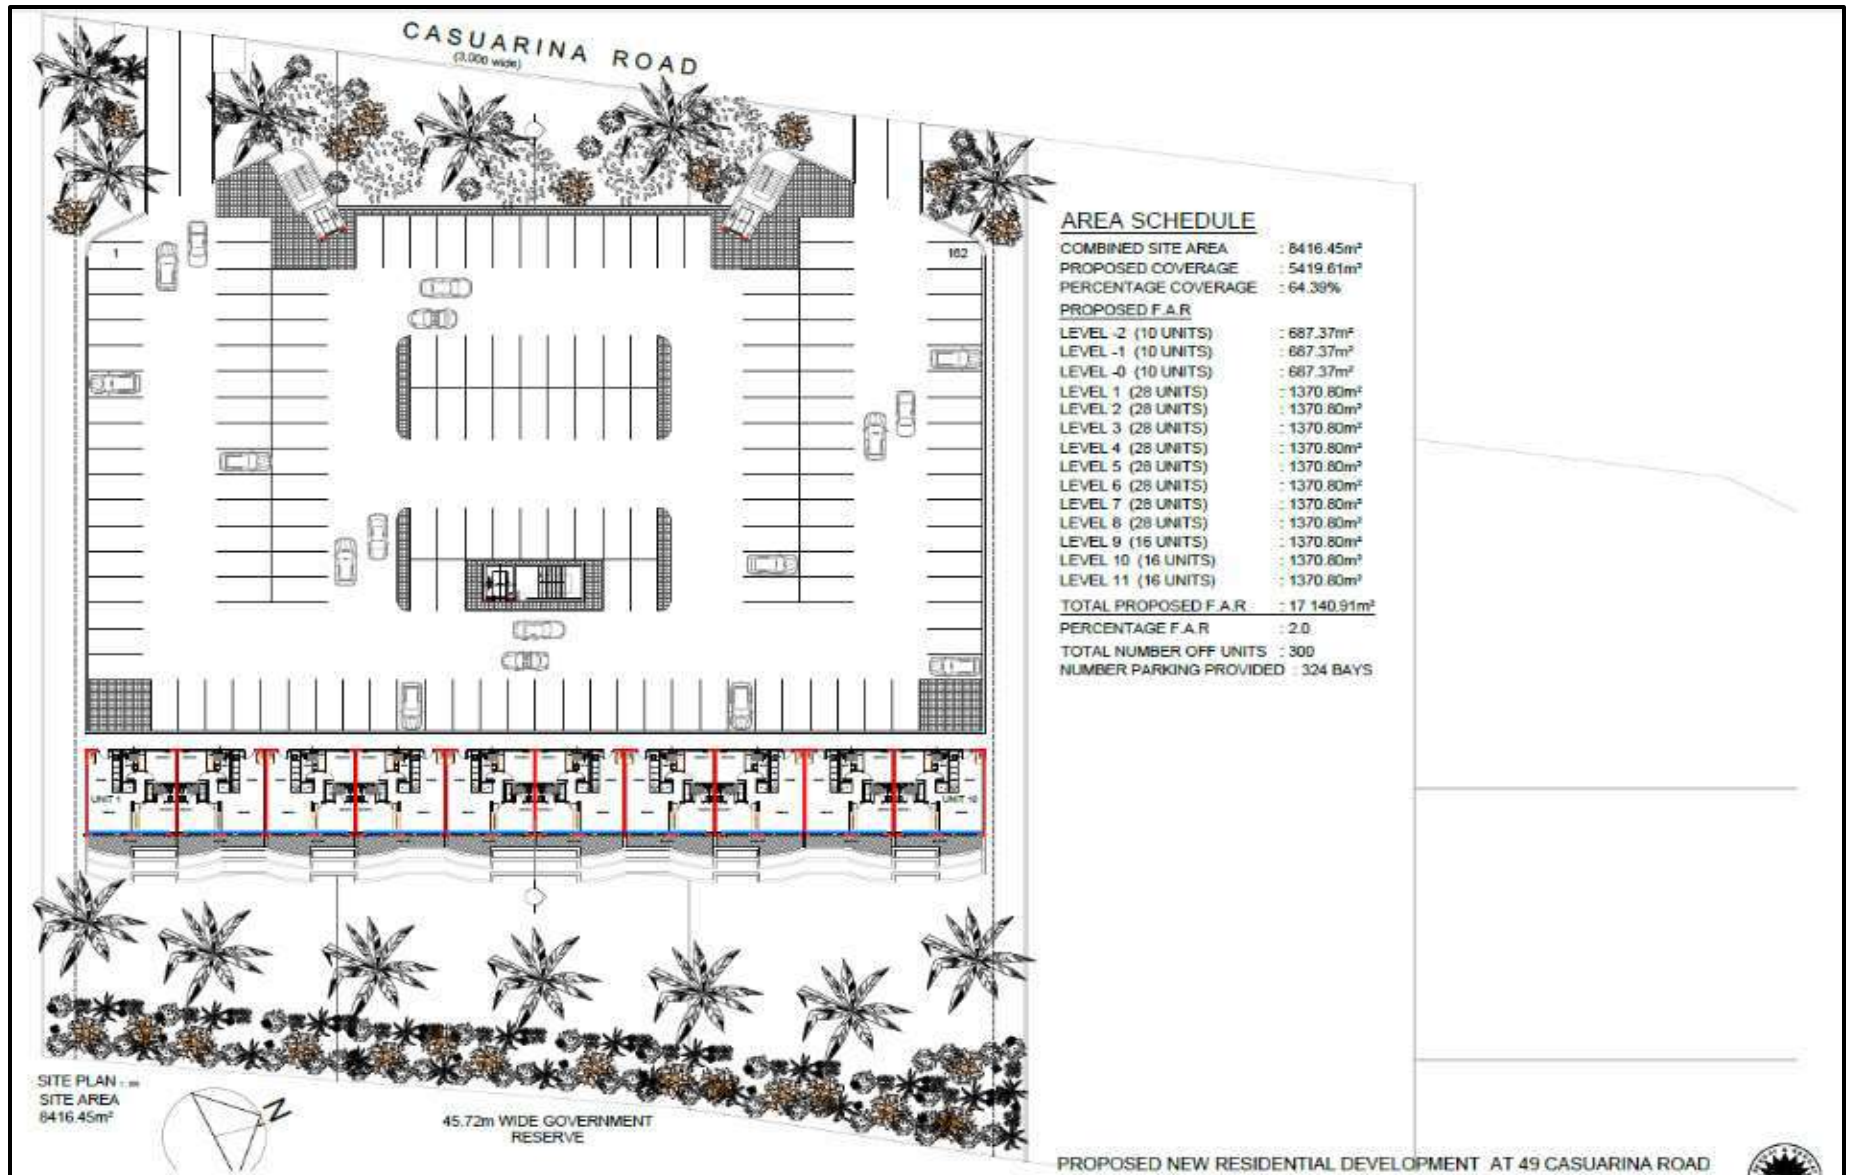 CASUARINA ROAD
(3,000 wide)
1
162
AREA SCHEDULE
COMBINED SITE AREA : 8416.45m²
PROPOSED COVERAGE : 5419.61m²
PERCENTAGE COVERAGE : 64.39%
PROPOSED F.A.R
LEVEL -2 (10 UNITS) : 687.37m²
LEVEL -1 (10 UNITS) : 687.37m²
LEVEL -0 (10 UNITS) : 687.37m²
LEVEL 1 (28 UNITS) : 1370.80m²
LEVEL 2 (28 UNITS) : 1370.80m²
LEVEL 3 (28 UNITS) : 1370.80m²
LEVEL 4 (28 UNITS) : 1370.80m²
LEVEL 5 (28 UNITS) : 1370.80m²
LEVEL 6 (28 UNITS) : 1370.80m²
LEVEL 7 (28 UNITS) : 1370.80m²
LEVEL 8 (28 UNITS) : 1370.80m²
LEVEL 9 (16 UNITS) : 1370.80m²
LEVEL 10 (16 UNITS) : 1370.80m²
LEVEL 11 (16 UNITS) : 1370.80m²
TOTAL PROPOSED F.A.R : 17 140.91m²
PERCENTAGE F.A.R : 2.0
TOTAL NUMBER OFF UNITS : 300
NUMBER PARKING PROVIDED : 324 BAYS
UNIT 1
UNIT 10
SITE PLAN
SITE AREA
8416.45m²
N
45.72m WIDE GOVERNMENT
RESERVE
PROPOSED NEW RESIDENTIAL DEVELOPMENT AT 49 CASUARINA ROAD